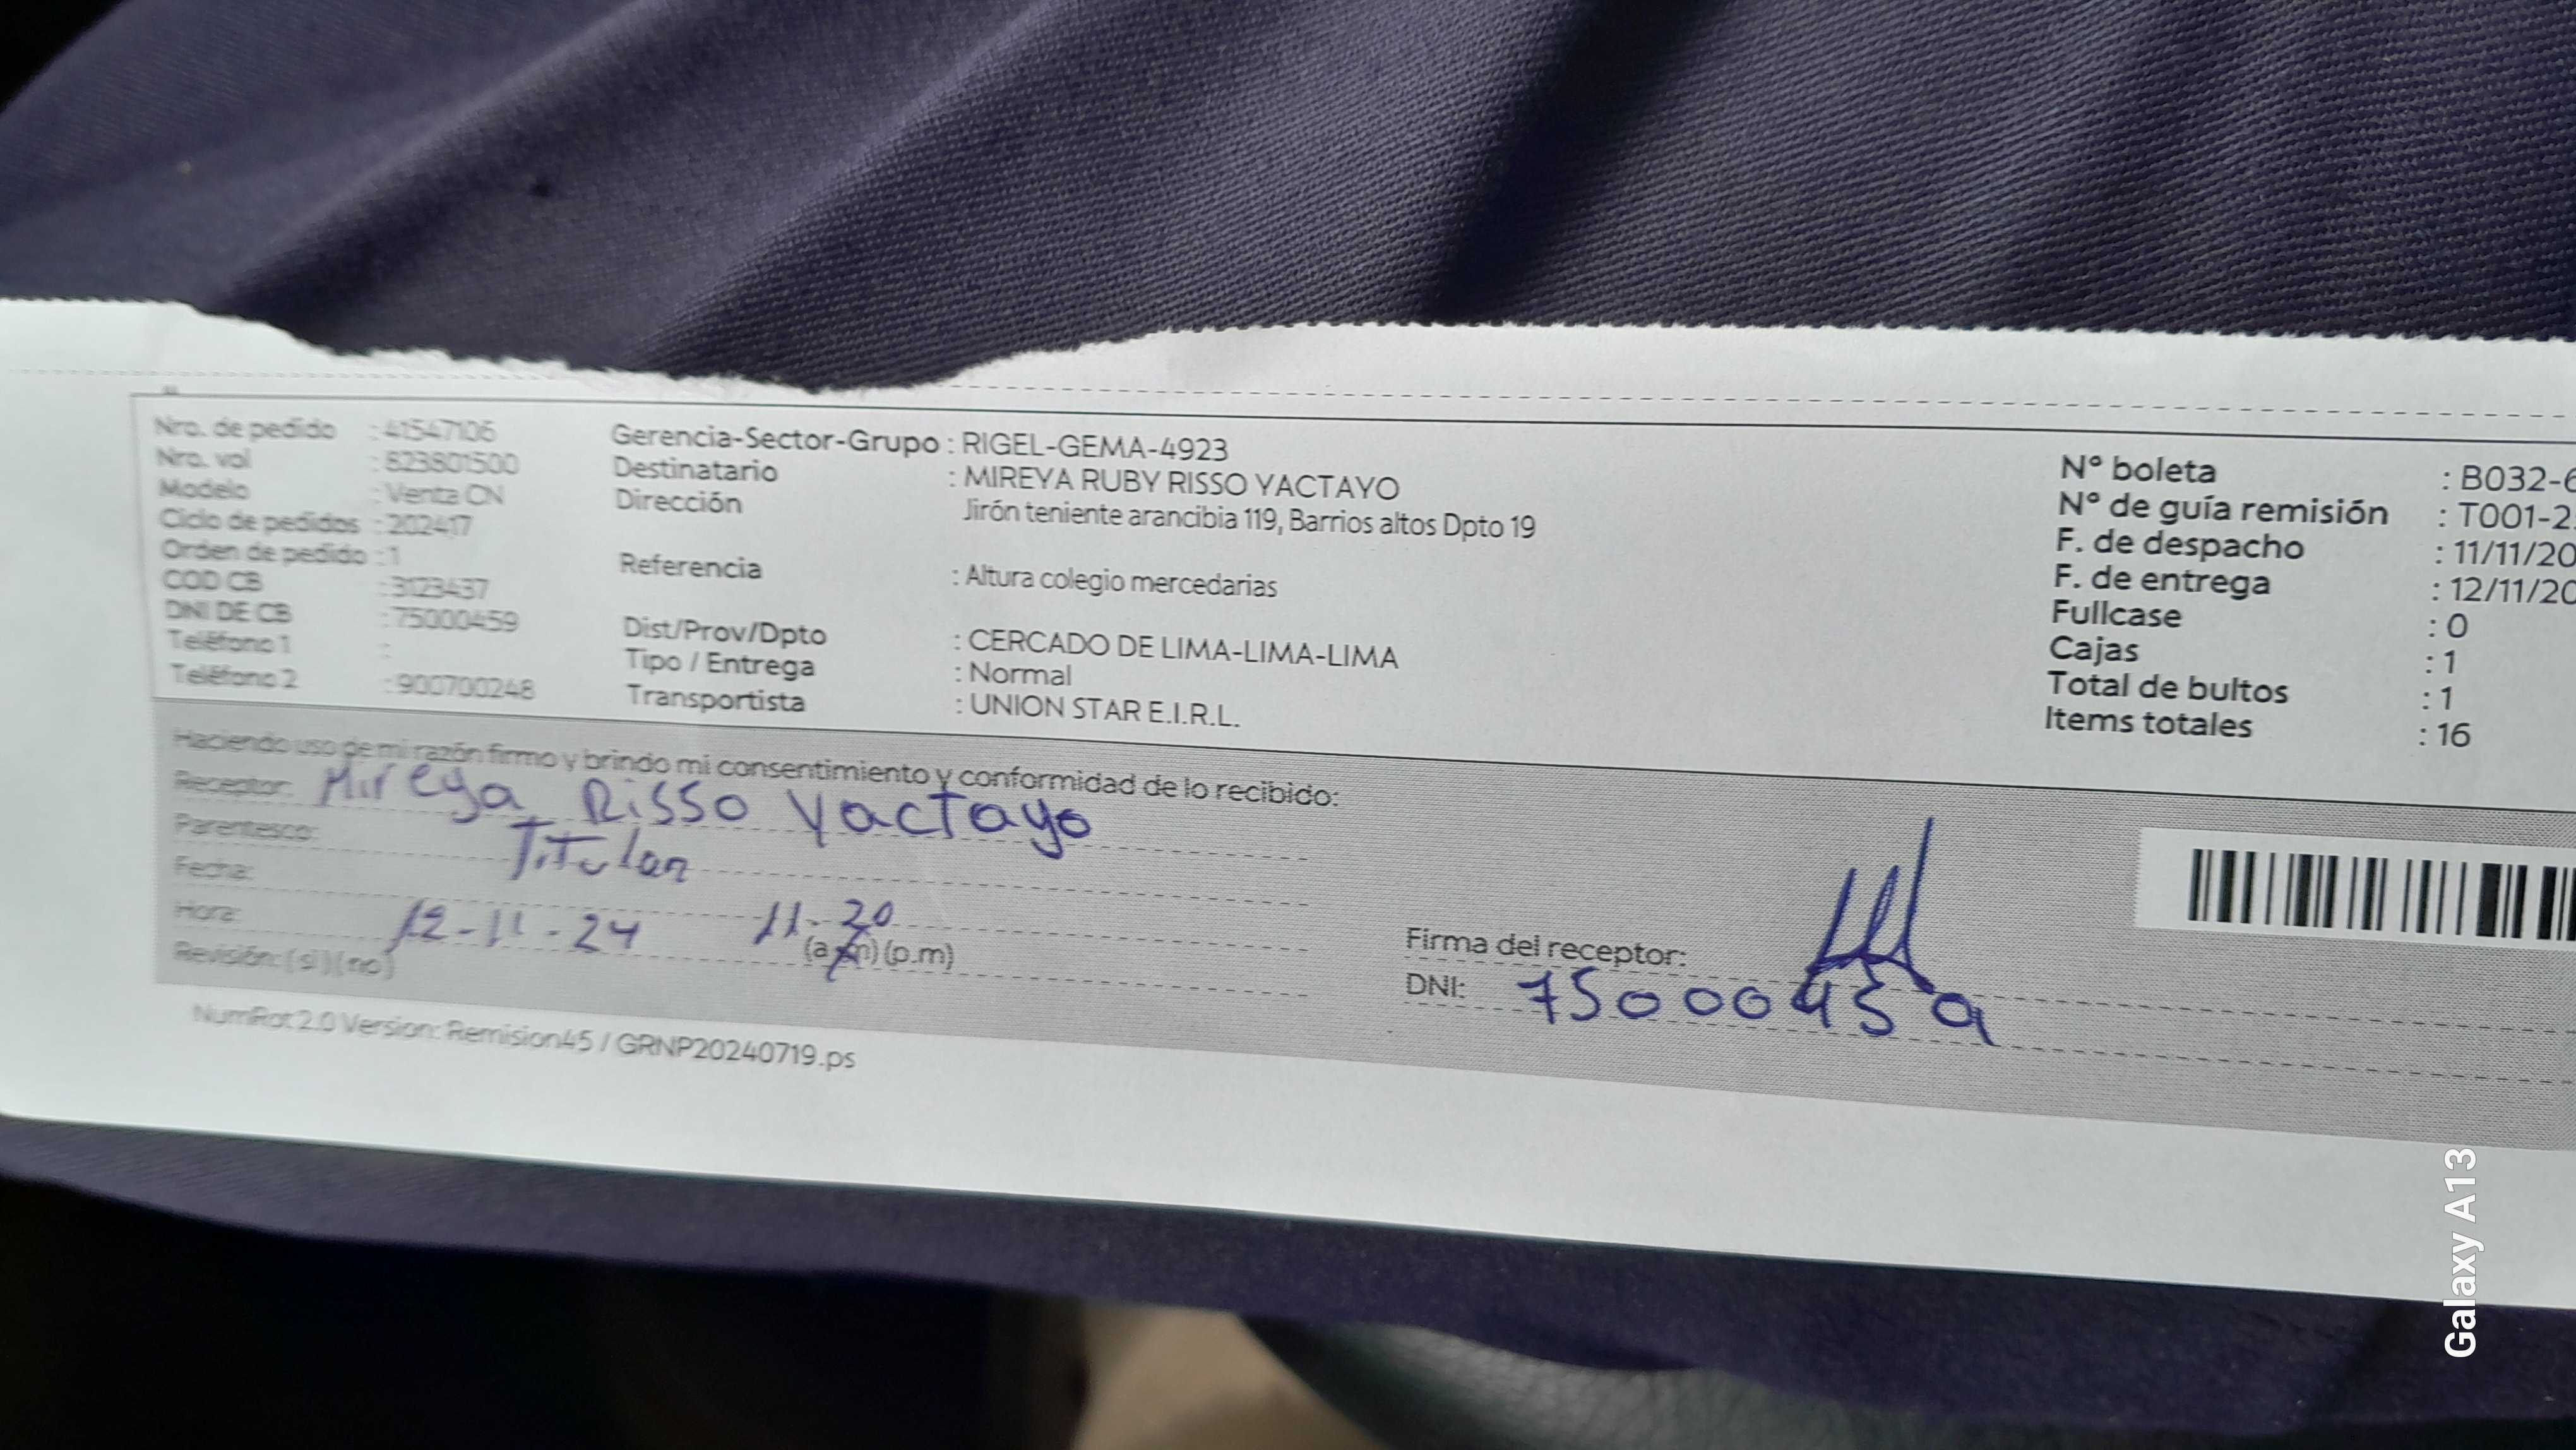 Nro. de pedido : 41547106
Nro. vol : 823801500
Modelo : Venta CN
Ciclo de pedidos : 202417
Orden de pedido : 1
COD CB : 3123437
DNI DE CB : 75000459
Teléfono 1 :
Teléfono 2 : 900700248
Gerencia-Sector-Grupo : RIGEL-GEMA-4923
Destinatario : MIREYA RUBY RISSO YACTAYO
Dirección Jirón teniente arancibia 119, Barrios altos Dpto 19
Referencia : Altura colegio mercedarias
Dist/Prov/Dpto : CERCADO DE LIMA-LIMA-LIMA
Tipo / Entrega : Normal
Transportista : UNION STAR E.I.R.L.
Nº boleta : B032-6
Nº de guía remisión : T001-2
F. de despacho : 11/11/20
F. de entrega : 12/11/20
Fullcase : 0
Cajas : 1
Total de bultos : 1
Items totales : 16
Haciendo uso de mi razón firmo y brindo mi consentimiento y conformidad de lo recibido:
Receptor: Mireya Risso Yactayo
Parentesco: Titular
Fecha:
Hora: 12-11-24 11-20
(a.m) (p.m)
Revisión: (si) (no)
Firma del receptor:
DNI: 75000459
NumRot 2.0 Version: Remision45 / GRNP20240719.ps
Galaxy A13